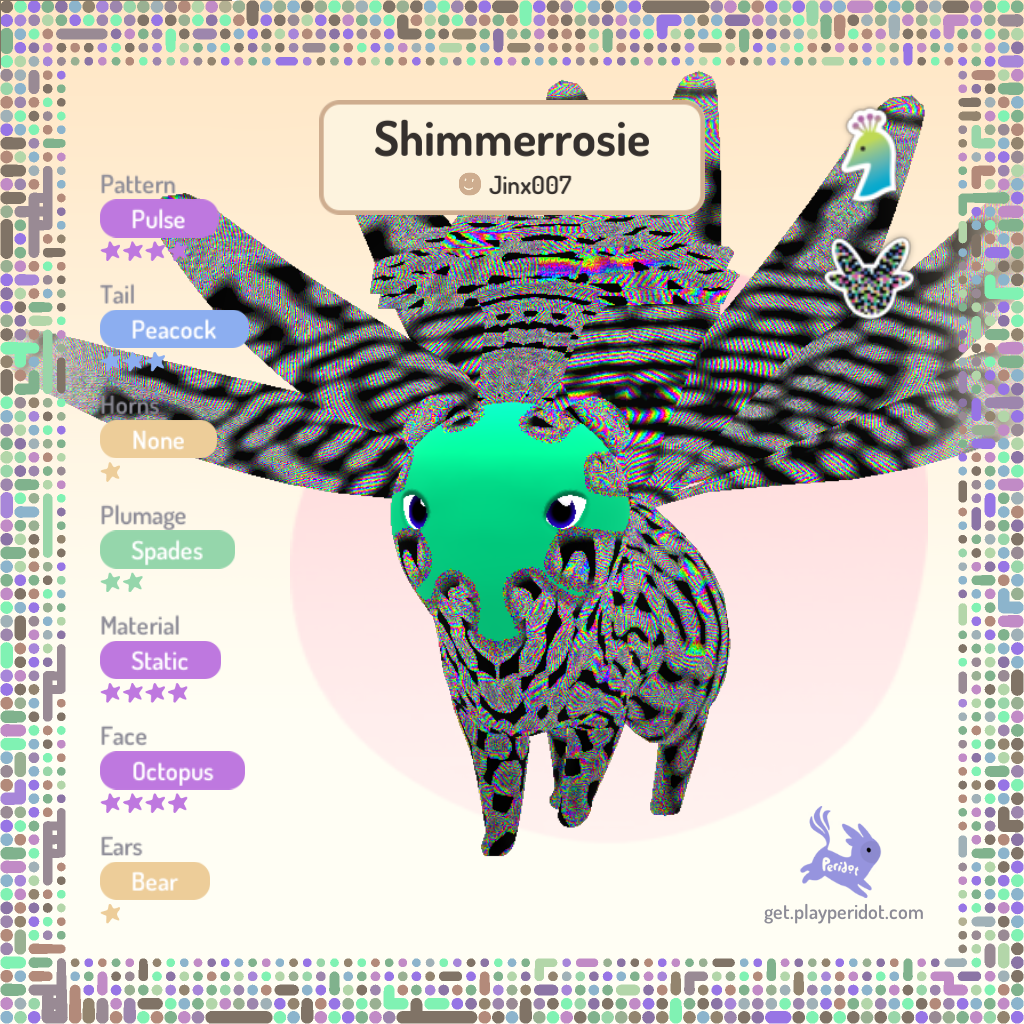 Shimmerrosie
Jinx007
Pattern
Pulse
Tail
Peacock
Horns
None
Plumage
Spades
Material
Static
Face
Octopus
Ears
Bear
Peridot
get.playperidot.com